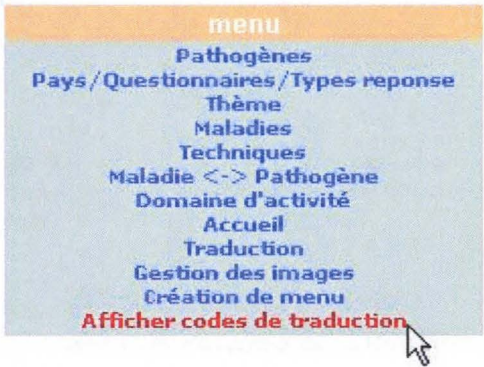 menu
Pathogènes
Pays/Questionnaires/Types reponse
Thème
Maladies
Techniques
Maladie <-> Pathogène
Domaine d'activité
Accueil
Traduction
Gestion des images
Création de menu
Afficher codes de traduction